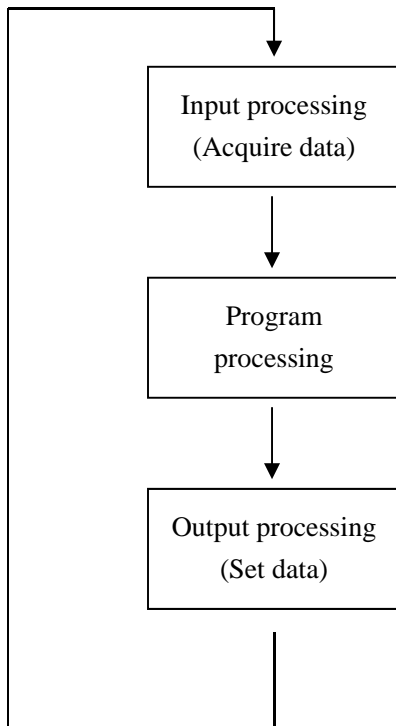 Input processing
(Acquire data)
Program
processing
Output processing
(Set data)